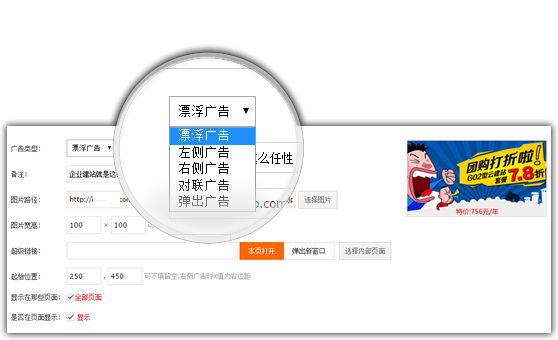 漂浮广告
漂浮广告
左侧广告
右侧广告
对联广告
弹出广告
么任性
广告类型: 漂浮广告
备注: 企业建站就是这
图片路径: http://i com 选择图片
图片宽高: 100 × 100
超级链接: 本页打开 弹出新窗口 选择内部页面
起始位置: 250 , 450 可不填留空,右侧广告时x值为右边距
显示在那些页面: 全部页面
是否在页面显示: 显示
团购打折啦!
G02型云建站
套餐 7.8折!
特价:756元/年